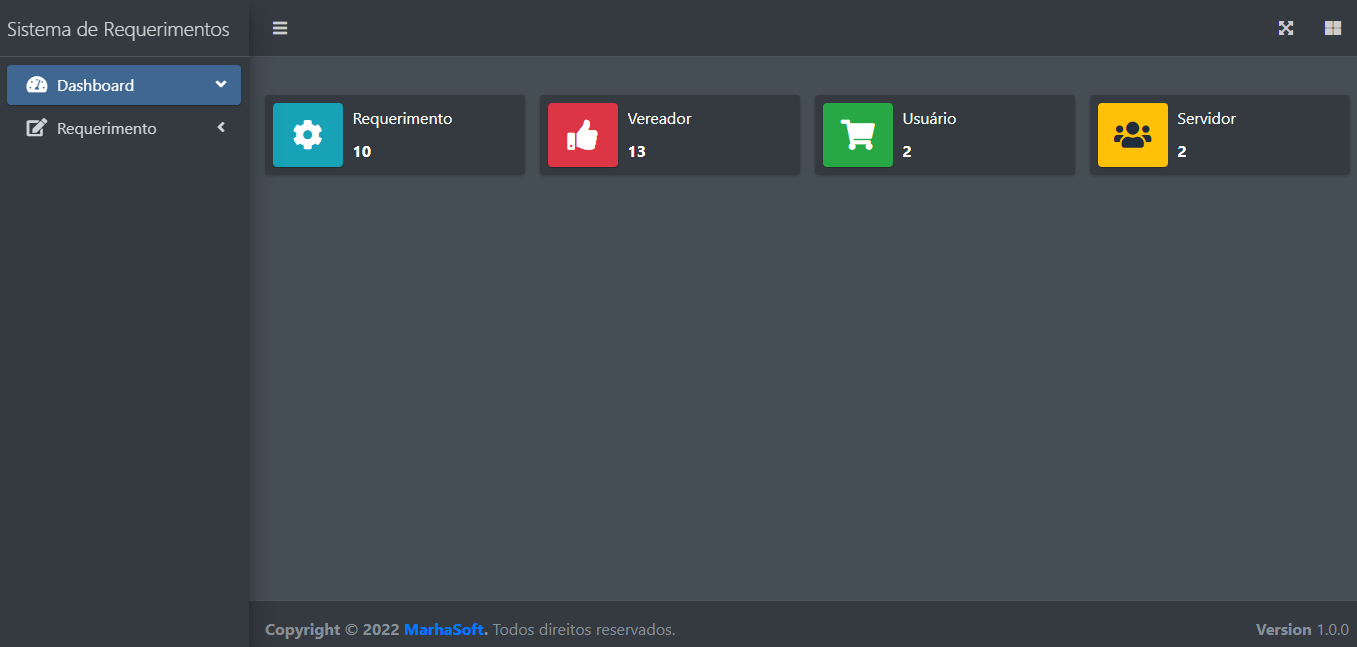 Sistema de Requerimentos
Dashboard
Requerimento
Requerimento
10
Vereador
13
Usuário
2
Servidor
2
Copyright © 2022 MarhaSoft. Todos direitos reservados.
Version 1.0.0